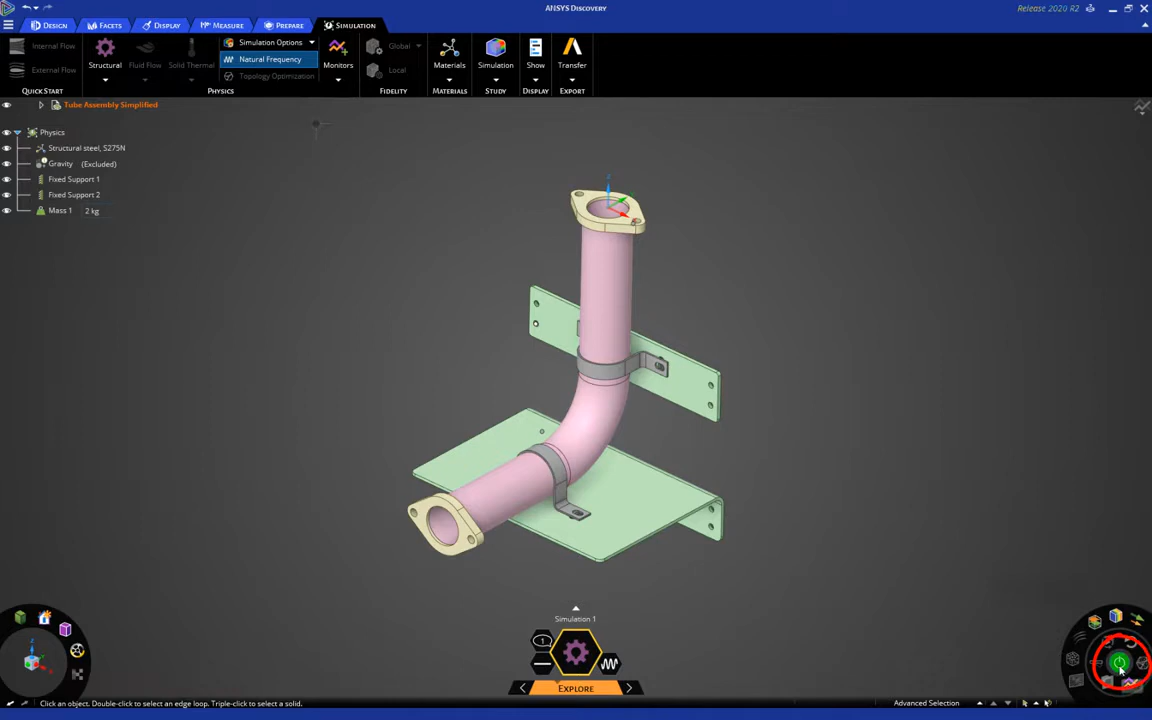 ANSYS Discovery
Release 2020 R2
DESIGN
FACETS
DISPLAY
MEASURE
PREPARE
SIMULATION
Internal Flow
External Flow
QUICK START
Structural
Fluid Flow
Solid Thermal
Simulation Options
Natural Frequency
Topology Optimization
Monitors
PHYSICS
Global
Local
FIDELITY
Materials
MATERIALS
Simulation
STUDY
Show
DISPLAY
Transfer
EXPORT
Tube Assembly Simplified
Physics
Structural steel, S275N
Gravity (Excluded)
Fixed Support 1
Fixed Support 2
Mass 1 2 kg
Z
Simulation 1
1
Z
EXPLORE
Click an object. Double-click to select an edge loop. Triple-click to select a solid.
Advanced Selection